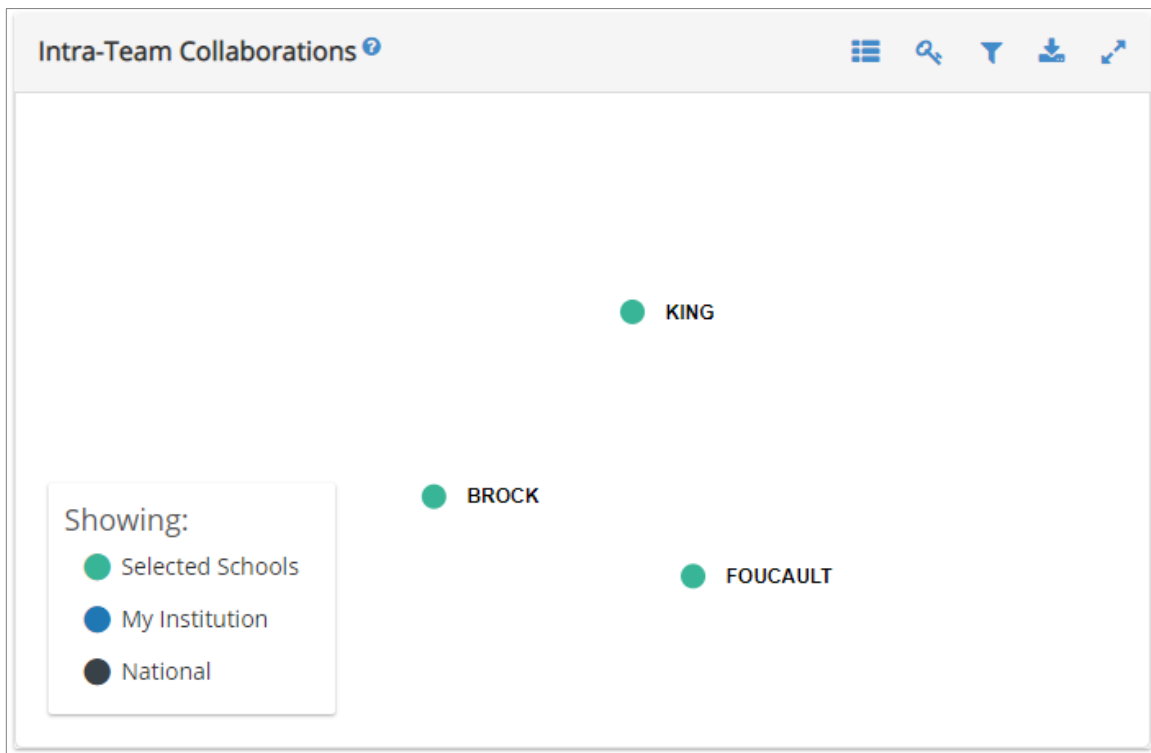 Intra-Team Collaborations ?
KING
BROCK
FOUCAULT
Showing:
Selected Schools
My Institution
National